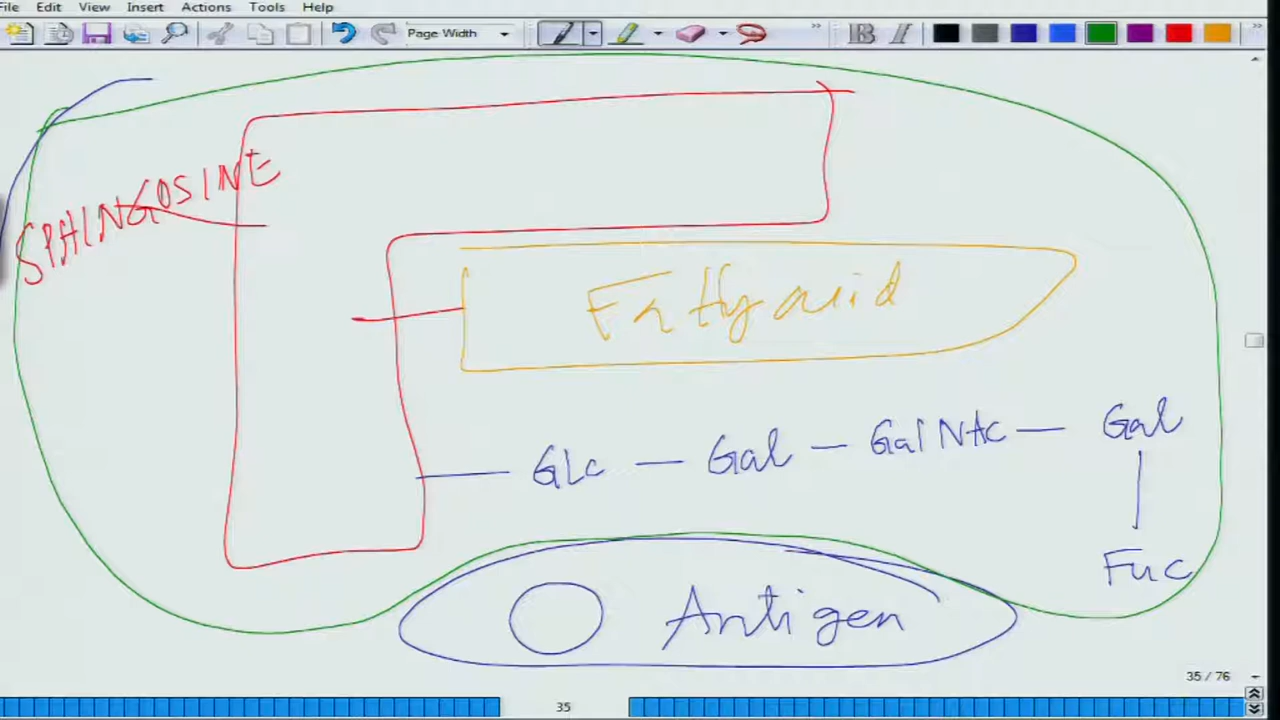 File Edit View Insert Actions Tools Help
Page Width
SPHINGOSINE
Fatty acid
Glc — Gal — GalNAc — Gal
Fuc
O Antigen
35 / 76
35